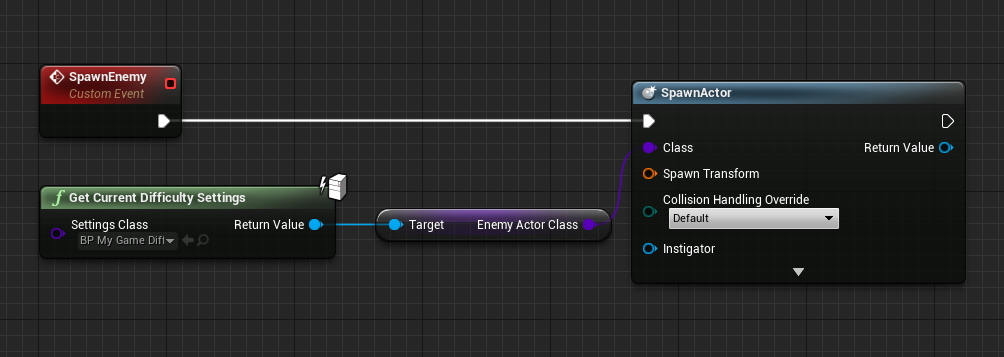 SpawnEnemy
Custom Event
SpawnActor
Class
Return Value
Spawn Transform
Collision Handling Override
Default
Instigator
Get Current Difficulty Settings
Settings Class
Return Value
BP My Game Diff
Target
Enemy Actor Class